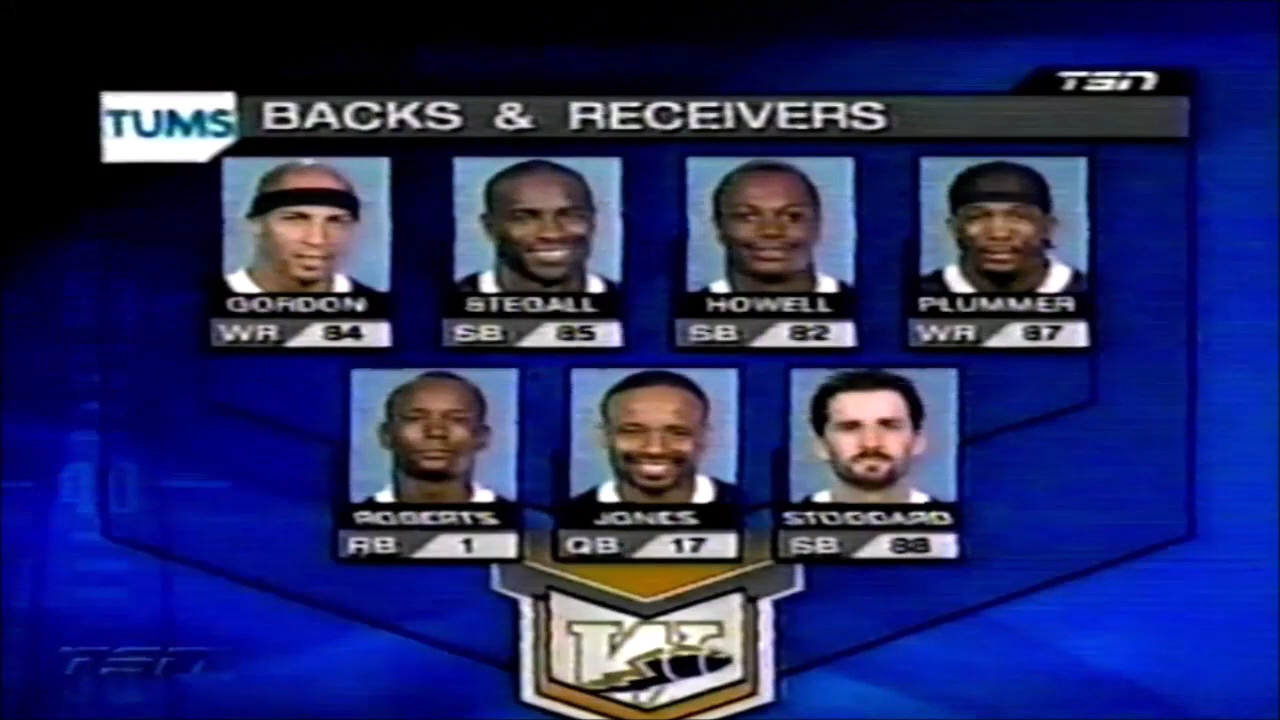 TSN
TUMS BACKS & RECEIVERS
GORDON STEGALL HOWELL PLUMMER
WR 84 SB 85 SB 82 WR 87
ROBERTS JONES STODDARD
RB 1 QB 17 SB 88
W
TSN